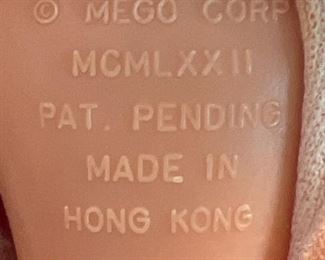 © MEGO CORP
MCMLXXII
PAT. PENDING
MADE IN
HONG KONG